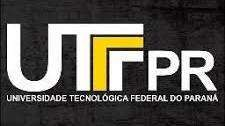 UTFPR
UNIVERSIDADE TECNOLÓGICA FEDERAL DO PARANÁ